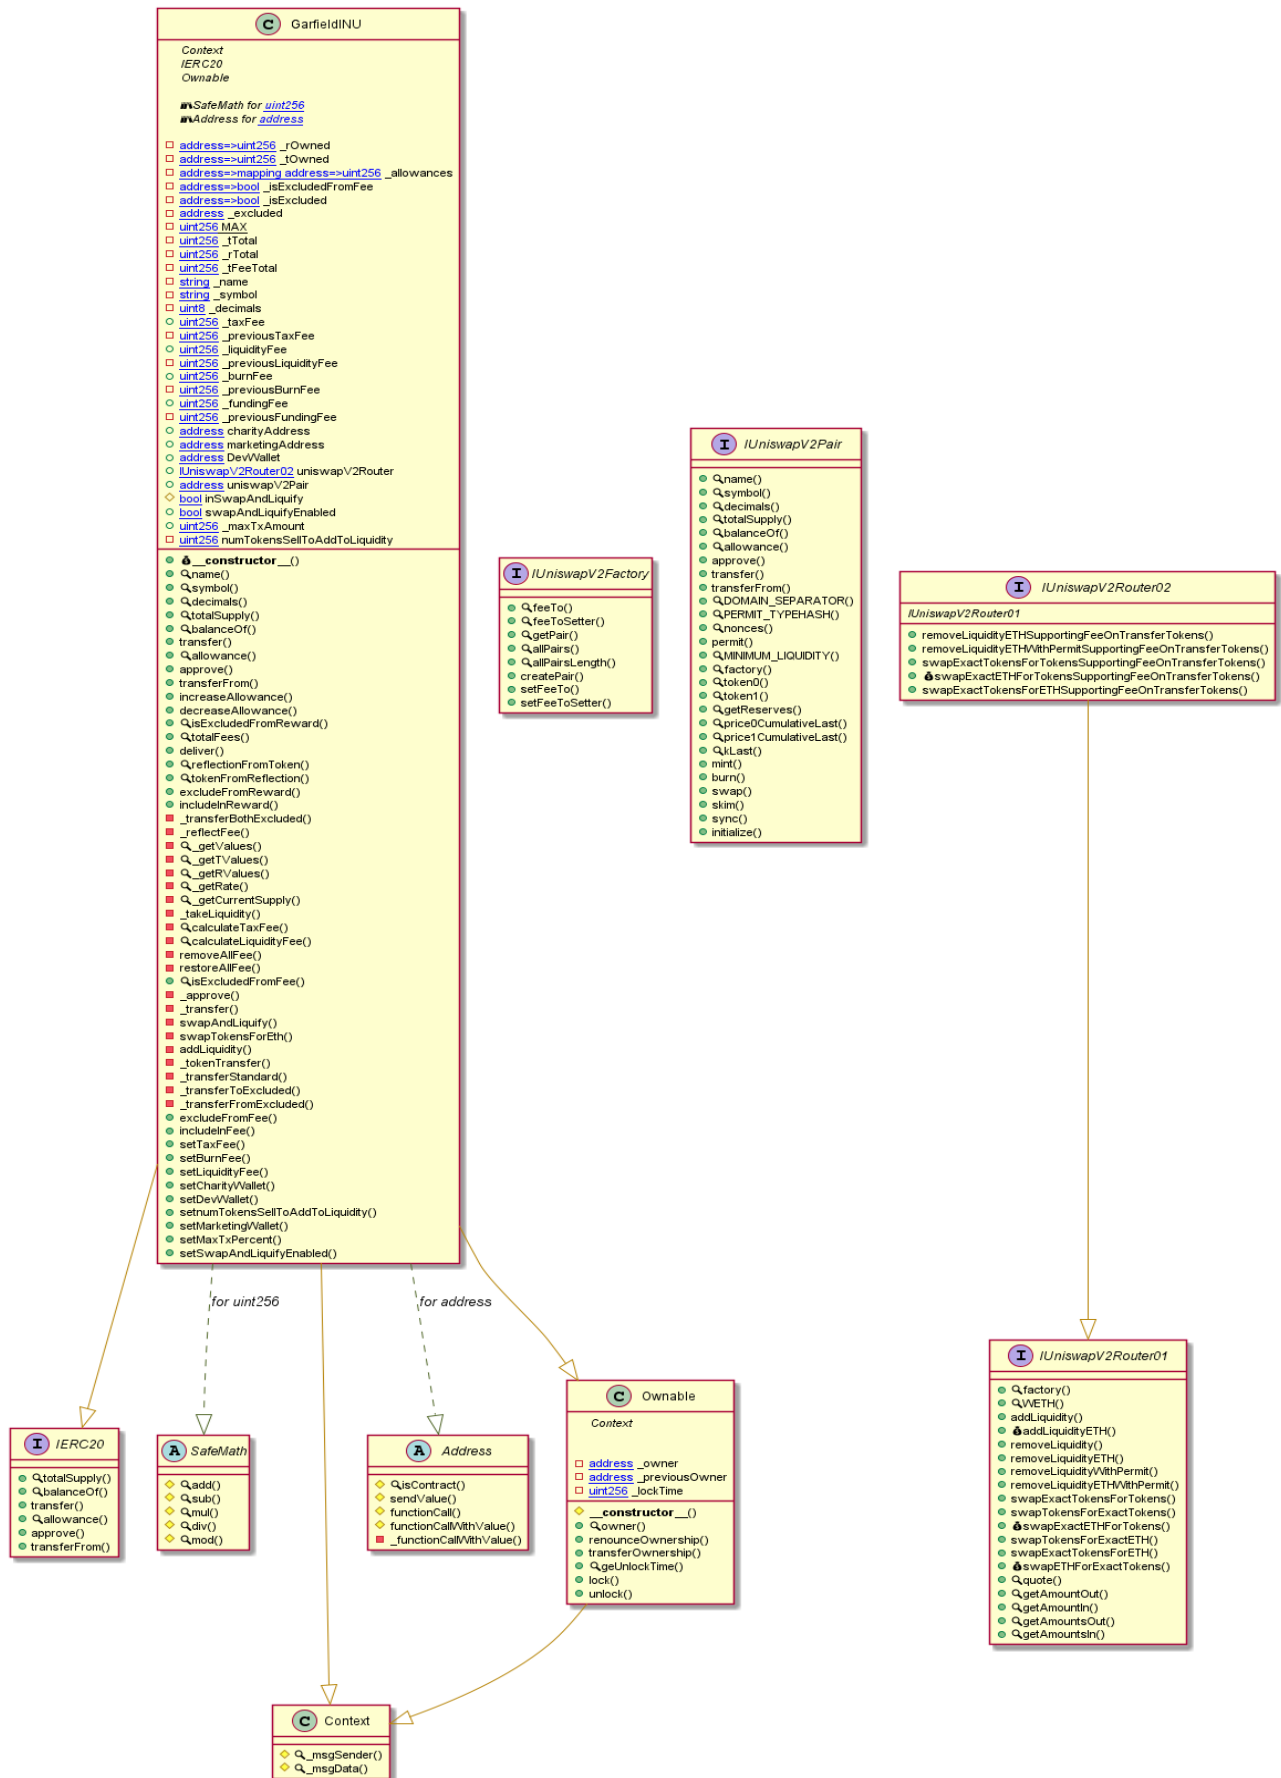 C GarfieldINU
Context
IERC20
Ownable
SafeMath for uint256
Address for address
address=>uint256 _rOwned
address=>uint256 _tOwned
address=>mapping address=>uint256 _allowances
address=>bool _isExcludedFromFee
address=>bool _isExcluded
address _excluded
uint256 MAX
uint256 _tTotal
uint256 _rTotal
uint256 _tFeeTotal
string _name
string _symbol
uint8 _decimals
uint256 _taxFee
uint256 _previousTaxFee
uint256 _liquidityFee
uint256 _previousLiquidityFee
uint256 _burnFee
uint256 _previousBurnFee
uint256 _fundingFee
uint256 _previousFundingFee
address charityAddress
address marketingAddress
address DevWallet
IUniswapV2Router02 uniswapV2Router
address uniswapV2Pair
bool inSwapAndLiquify
bool swapAndLiquifyEnabled
uint256 _maxTxAmount
uint256 numTokensSellToAddToLiquidity
__constructor__()
name()
symbol()
decimals()
totalSupply()
balanceOf()
transfer()
allowance()
approve()
transferFrom()
increaseAllowance()
decreaseAllowance()
isExcludedFromReward()
totalFees()
deliver()
reflectionFromToken()
tokenFromReflection()
excludeFromReward()
includeInReward()
_transferBothExcluded()
_reflectFee()
_getValues()
_getTValues()
_getRValues()
_getRate()
_getCurrentSupply()
_takeLiquidity()
calculateTaxFee()
calculateLiquidityFee()
removeAllFee()
restoreAllFee()
isExcludedFromFee()
_approve()
_transfer()
swapAndLiquify()
swapTokensForEth()
addLiquidity()
_tokenTransfer()
_transferStandard()
_transferToExcluded()
_transferFromExcluded()
excludeFromFee()
includeInFee()
setTaxFee()
setBurnFee()
setLiquidityFee()
setCharityWallet()
setDevWallet()
setnumTokensSellToAddToLiquidity()
setMarketingWallet()
setMaxTxPercent()
setSwapAndLiquifyEnabled()
I IUniswapV2Factory
feeTo()
feeToSetter()
getPair()
allPairs()
allPairsLength()
createPair()
setFeeTo()
setFeeToSetter()
I IUniswapV2Pair
name()
symbol()
decimals()
totalSupply()
balanceOf()
allowance()
approve()
transfer()
transferFrom()
DOMAIN_SEPARATOR()
PERMIT_TYPEHASH()
nonces()
permit()
MINIMUM_LIQUIDITY()
factory()
token0()
token1()
getReserves()
price0CumulativeLast()
price1CumulativeLast()
kLast()
mint()
burn()
swap()
skim()
sync()
initialize()
I IUniswapV2Router02
IUniswapV2Router01
removeLiquidityETHSupportingFeeOnTransferTokens()
removeLiquidityETHWithPermitSupportingFeeOnTransferTokens()
swapExactTokensForTokensSupportingFeeOnTransferTokens()
swapExactETHForTokensSupportingFeeOnTransferTokens()
swapExactTokensForETHSupportingFeeOnTransferTokens()
for uint256
for address
I IERC20
totalSupply()
balanceOf()
transfer()
allowance()
approve()
transferFrom()
A SafeMath
add()
sub()
mul()
div()
mod()
A Address
isContract()
sendValue()
functionCall()
functionCallWithValue()
_functionCallWithValue()
C Ownable
Context
address _owner
address _previousOwner
uint256 _lockTime
__constructor__()
owner()
renounceOwnership()
transferOwnership()
geUnlockTime()
lock()
unlock()
I IUniswapV2Router01
factory()
WETH()
addLiquidity()
addLiquidityETH()
removeLiquidity()
removeLiquidityETH()
removeLiquidityWithPermit()
removeLiquidityETHWithPermit()
swapExactTokensForTokens()
swapTokensForExactTokens()
swapExactETHForTokens()
swapTokensForExactETH()
swapExactTokensForETH()
swapETHForExactTokens()
quote()
getAmountOut()
getAmountIn()
getAmountsOut()
getAmountsIn()
C Context
_msgSender()
_msgData()